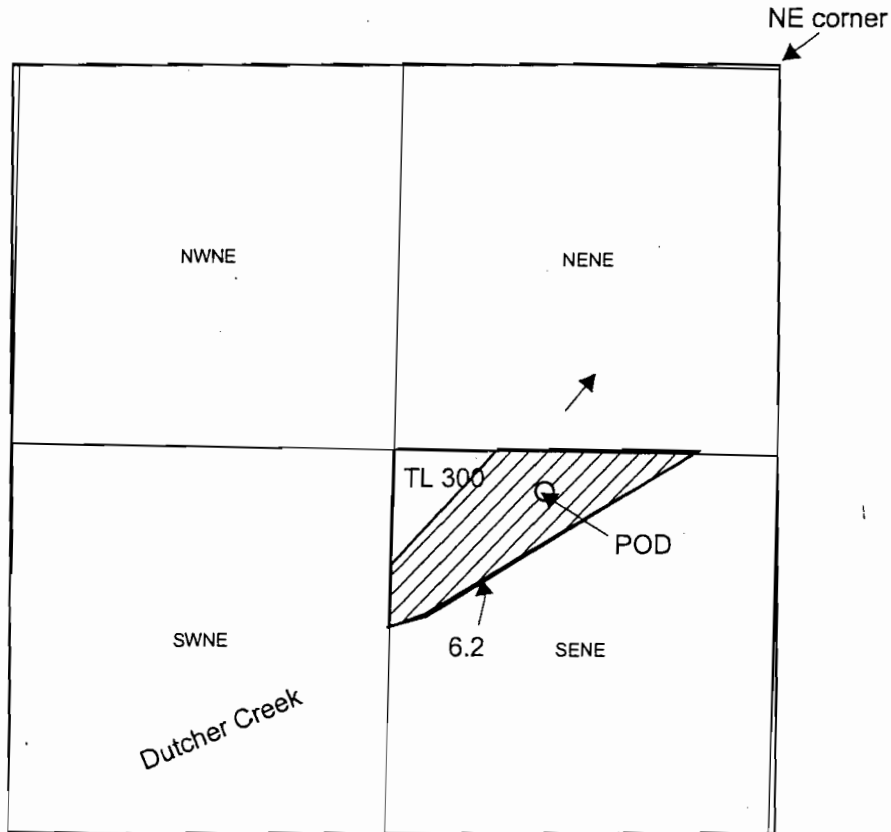 NE corner
NWNE
NENE
TL 300
POD
6.2
SWNE
SENE
Dutcher Creek